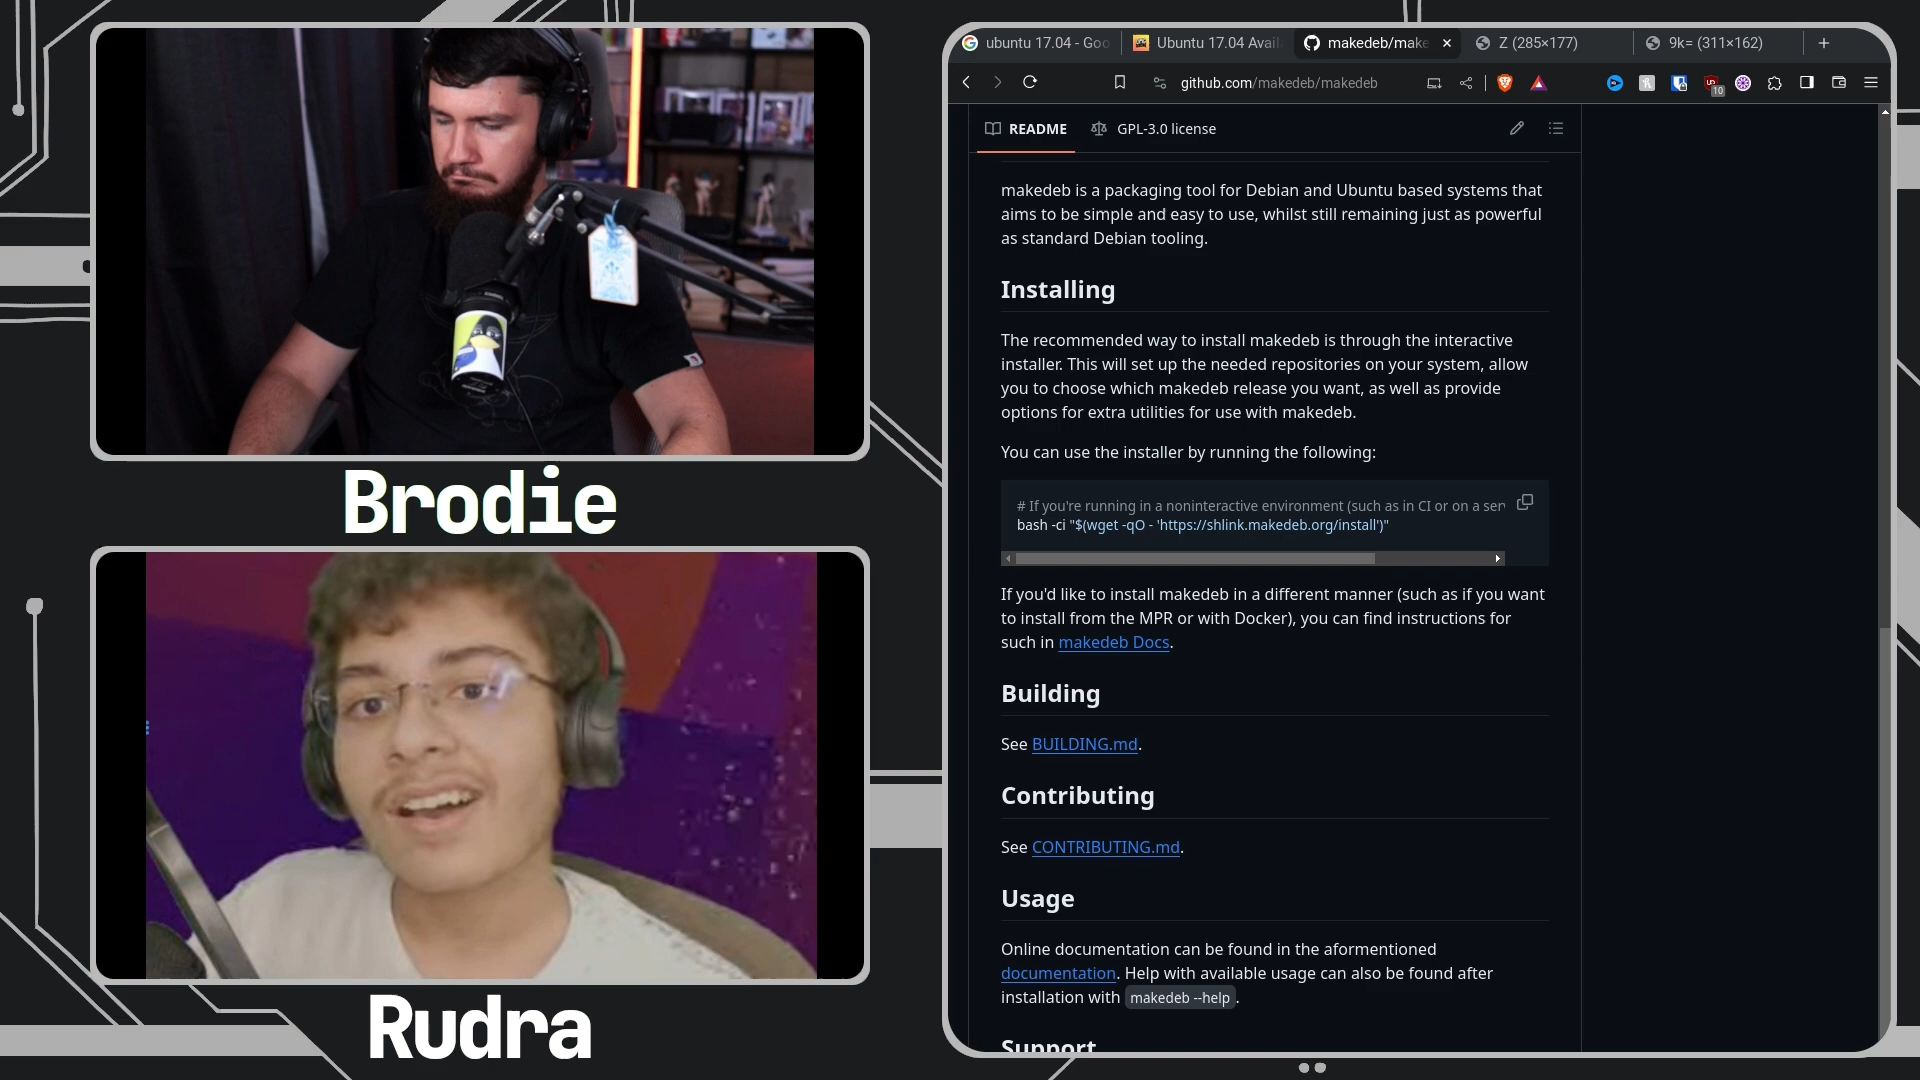 ubuntu 17.04 - Goo
Ubuntu 17.04 Avail
makedeb/make
Z (285×177)
9k= (311×162)
github.com/makedeb/makedeb
10
README
GPL-3.0 license
makedeb is a packaging tool for Debian and Ubuntu based systems that
aims to be simple and easy to use, whilst still remaining just as powerful
as standard Debian tooling.
Installing
The recommended way to install makedeb is through the interactive
installer. This will set up the needed repositories on your system, allow
you to choose which makedeb release you want, as well as provide
options for extra utilities for use with makedeb.
You can use the installer by running the following:
# If you're running in a noninteractive environment (such as in CI or on a ser
bash -ci "$(wget -qO - 'https://shlink.makedeb.org/install')"
If you'd like to install makedeb in a different manner (such as if you want
to install from the MPR or with Docker), you can find instructions for
such in makedeb Docs.
Building
See BUILDING.md.
Contributing
See CONTRIBUTING.md.
Usage
Online documentation can be found in the aformentioned
documentation. Help with available usage can also be found after
installation with makedeb --help.
Support
Brodie
Rudra